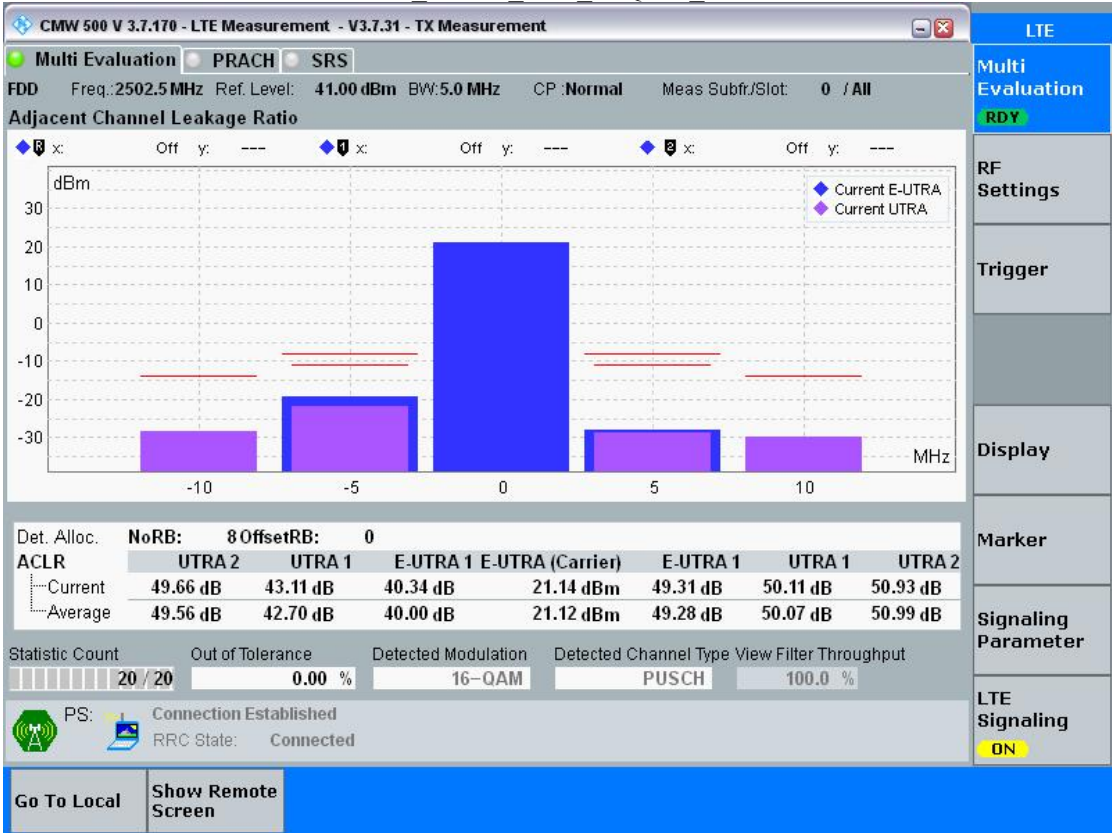 CMW 500 V 3.7.170 - LTE Measurement - V3.7.31 - TX Measurement
LTE
Multi Evaluation PRACH SRS
Multi
Evaluation
RDY
FDD Freq.:2502.5 MHz Ref. Level: 41.00 dBm BW:5.0 MHz CP :Normal Meas Subfr./Slot: 0 / All
Adjacent Channel Leakage Ratio
R x: Off y: --- 1 x: Off y: --- 2 x: Off y: ---
dBm
Current E-UTRA
Current UTRA
30
20
10
0
-10
-20
-30
MHz
-10 -5 0 5 10
RF
Settings
Trigger
Display
Marker
Signaling
Parameter
LTE
Signaling
ON
Det. Alloc. NoRB: 8 OffsetRB: 0
ACLR UTRA 2 UTRA 1 E-UTRA 1 E-UTRA (Carrier) E-UTRA 1 UTRA 1 UTRA 2
Current 49.66 dB 43.11 dB 40.34 dB 21.14 dBm 49.31 dB 50.11 dB 50.93 dB
Average 49.56 dB 42.70 dB 40.00 dB 21.12 dBm 49.28 dB 50.07 dB 50.99 dB
Statistic Count Out of Tolerance Detected Modulation Detected Channel Type View Filter Throughput
20 / 20 0.00 % 16-QAM PUSCH 100.0 %
PS: Connection Established
RRC State: Connected
Go To Local
Show Remote
Screen